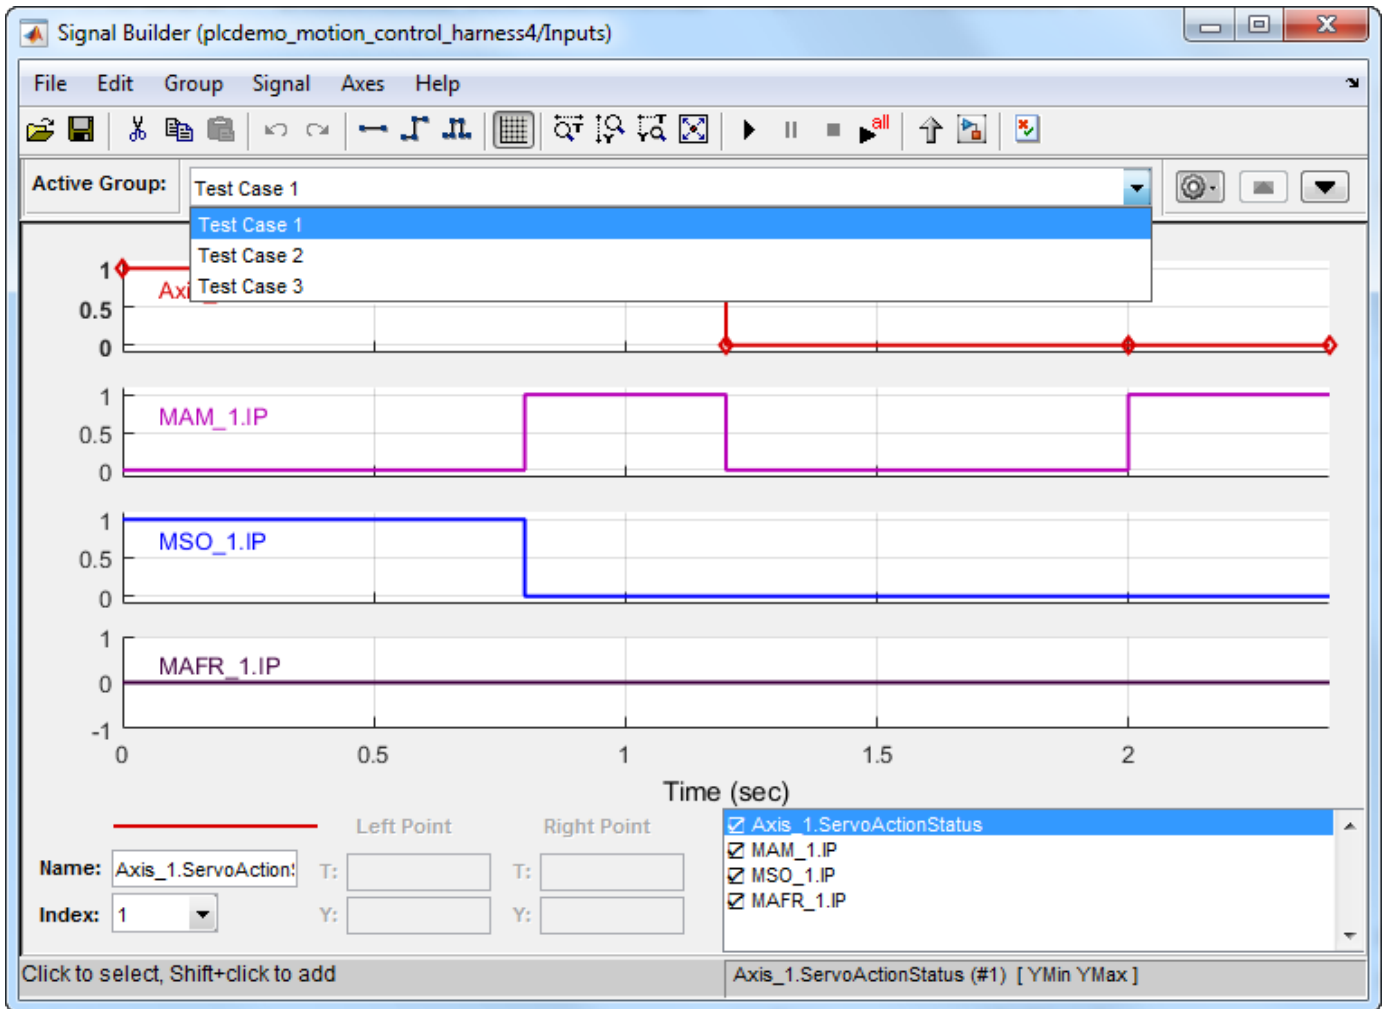 Signal Builder (plcdemo_motion_control_harness4/Inputs)
File Edit Group Signal Axes Help
all
Active Group: Test Case 1
Test Case 1
Test Case 2
Test Case 3
1
Axi
0.5
0
1
MAM_1.IP
0.5
0
1
MSO_1.IP
0.5
0
1
MAFR_1.IP
0
-1
0 0.5 1 1.5 2
Time (sec)
Left Point Right Point
Name: Axis_1.ServoAction T: T:
Index: 1 Y: Y:
Axis_1.ServoActionStatus
MAM_1.IP
MSO_1.IP
MAFR_1.IP
Click to select, Shift+click to add
Axis_1.ServoActionStatus (#1) [ YMin YMax ]